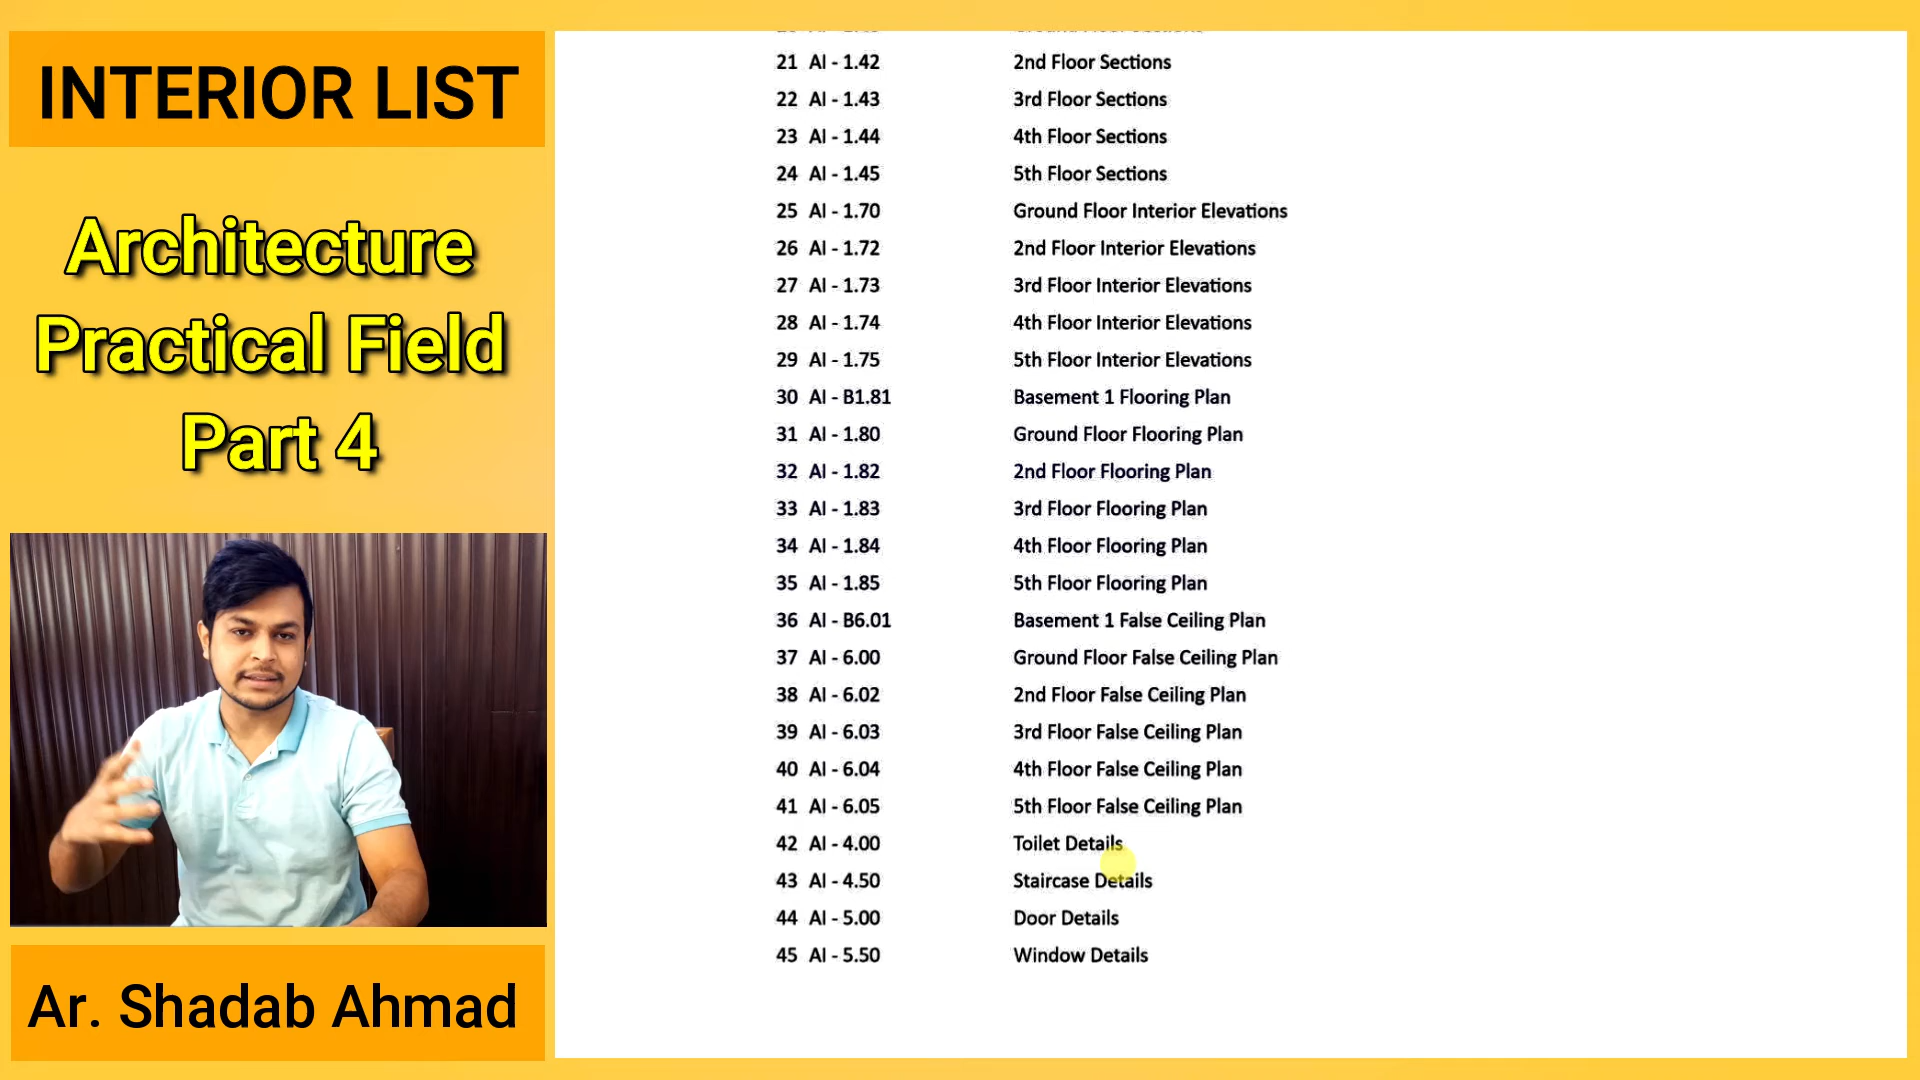 INTERIOR LIST
Architecture
Practical Field
Part 4
Ar. Shadab Ahmad
21 AI - 1.42 2nd Floor Sections
22 AI - 1.43 3rd Floor Sections
23 AI - 1.44 4th Floor Sections
24 AI - 1.45 5th Floor Sections
25 AI - 1.70 Ground Floor Interior Elevations
26 AI - 1.72 2nd Floor Interior Elevations
27 AI - 1.73 3rd Floor Interior Elevations
28 AI - 1.74 4th Floor Interior Elevations
29 AI - 1.75 5th Floor Interior Elevations
30 AI - B1.81 Basement 1 Flooring Plan
31 AI - 1.80 Ground Floor Flooring Plan
32 AI - 1.82 2nd Floor Flooring Plan
33 AI - 1.83 3rd Floor Flooring Plan
34 AI - 1.84 4th Floor Flooring Plan
35 AI - 1.85 5th Floor Flooring Plan
36 AI - B6.01 Basement 1 False Ceiling Plan
37 AI - 6.00 Ground Floor False Ceiling Plan
38 AI - 6.02 2nd Floor False Ceiling Plan
39 AI - 6.03 3rd Floor False Ceiling Plan
40 AI - 6.04 4th Floor False Ceiling Plan
41 AI - 6.05 5th Floor False Ceiling Plan
42 AI - 4.00 Toilet Details
43 AI - 4.50 Staircase Details
44 AI - 5.00 Door Details
45 AI - 5.50 Window Details